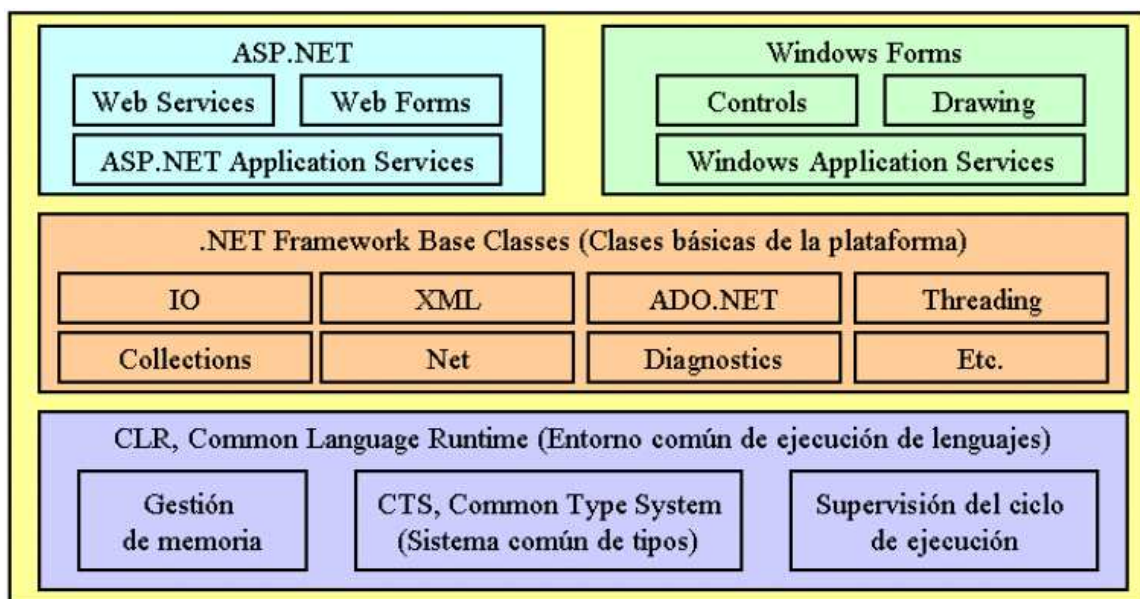 ASP.NET
Web Services
Web Forms
ASP.NET Application Services
Windows Forms
Controls
Drawing
Windows Application Services
.NET Framework Base Classes (Clases básicas de la plataforma)
IO
XML
ADO.NET
Threading
Collections
Net
Diagnostics
Etc.
CLR, Common Language Runtime (Entorno común de ejecución de lenguajes)
Gestión
de memoria
CTS, Common Type System
(Sistema común de tipos)
Supervisión del ciclo
de ejecución